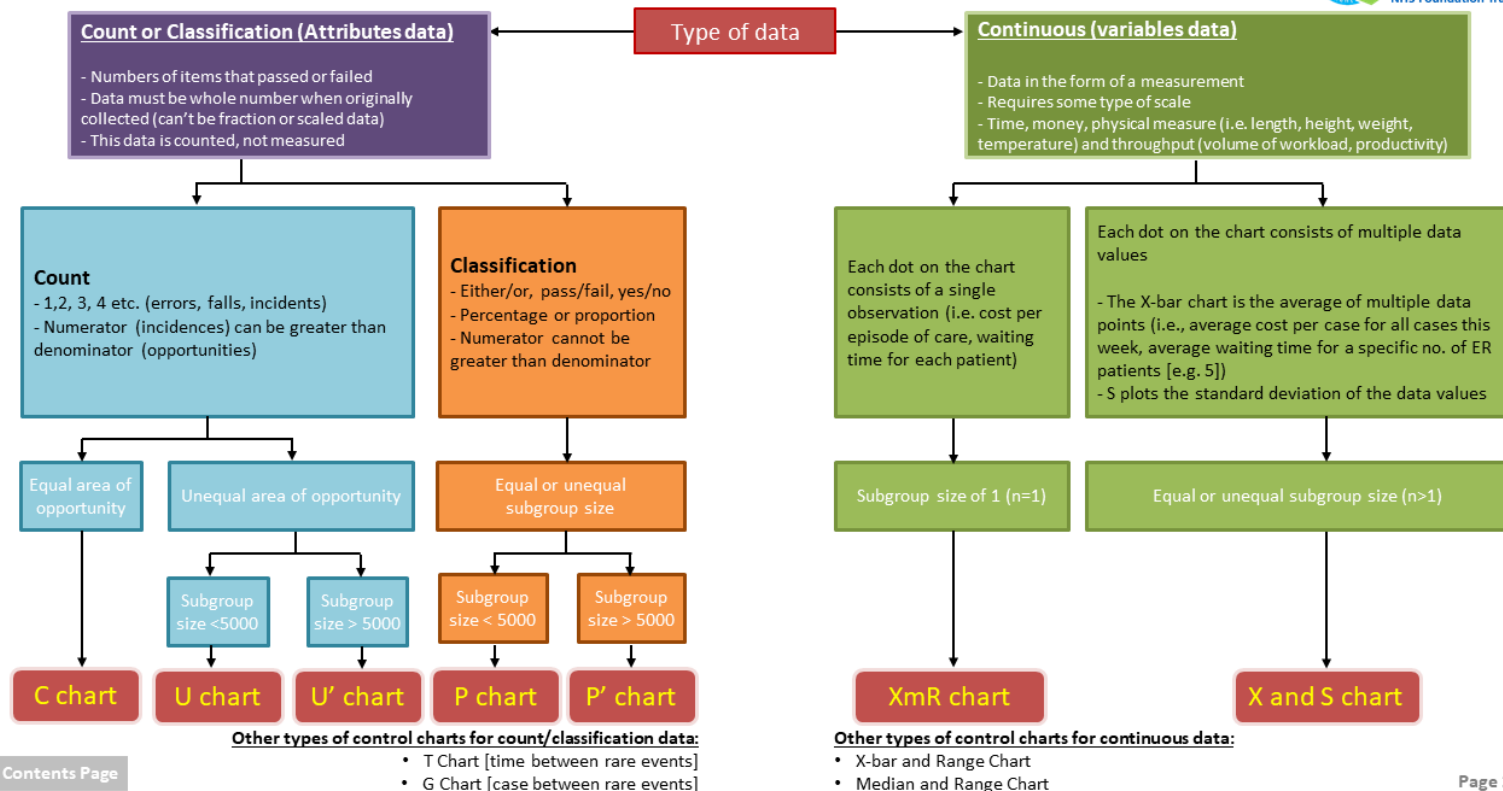 NHS Foundation
Type of data
Count or Classification (Attributes data)
- Numbers of items that passed or failed
- Data must be whole number when originally
collected (can't be fraction or scaled data)
- This data is counted, not measured
Continuous (variables data)
- Data in the form of a measurement
- Requires some type of scale
- Time, money, physical measure (i.e. length, height, weight,
temperature) and throughput (volume of workload, productivity)
Count
- 1,2, 3, 4 etc. (errors, falls, incidents)
- Numerator (incidences) can be greater than
denominator (opportunities)
Classification
- Either/or, pass/fail, yes/no
- Percentage or proportion
- Numerator cannot be
greater than denominator
Each dot on the chart
consists of a single
observation (i.e. cost per
episode of care, waiting
time for each patient)
Each dot on the chart consists of multiple data
values
- The X-bar chart is the average of multiple data
points (i.e., average cost per case for all cases this
week, average waiting time for a specific no. of ER
patients [e.g. 5])
- S plots the standard deviation of the data values
Equal area of
opportunity
Unequal area of opportunity
Equal or unequal
subgroup size
Subgroup size of 1 (n=1)
Equal or unequal subgroup size (n>1)
Subgroup
size <5000
Subgroup
size > 5000
Subgroup
size < 5000
Subgroup
size > 5000
C chart
U chart
U' chart
P chart
P' chart
XmR chart
X and S chart
Other types of control charts for count/classification data:
• T Chart [time between rare events]
• G Chart [case between rare events]
Other types of control charts for continuous data:
• X-bar and Range Chart
• Median and Range Chart
Contents Page
Page